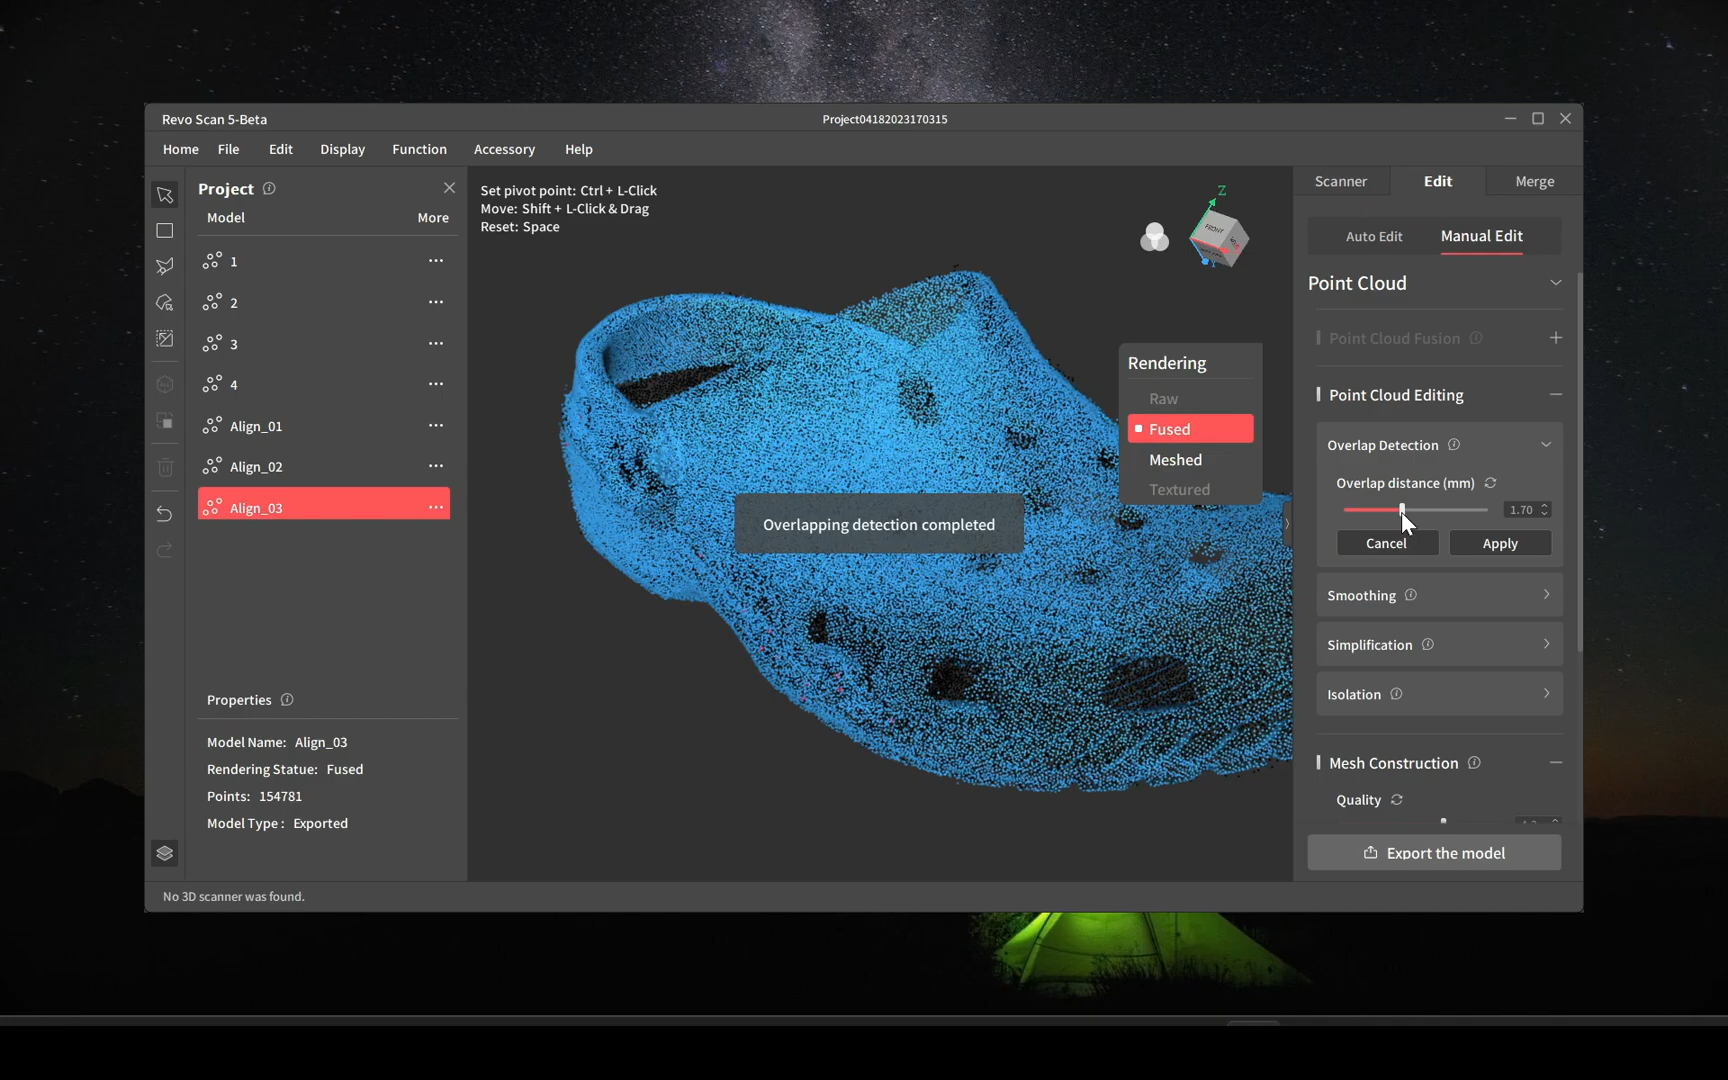 Revo Scan 5-Beta
Project04182023170315
Home File Edit Display Function Accessory Help
Project
Model More
1
2
3
4
Align_01
Align_02
Align_03
Properties
Model Name: Align_03
Rendering Statue: Fused
Points: 154781
Model Type : Exported
Set pivot point: Ctrl + L-Click
Move: Shift + L-Click & Drag
Reset: Space
Z
FRONT
Rendering
Raw
Fused
Meshed
Textured
Overlapping detection completed
Scanner Edit Merge
Auto Edit Manual Edit
Point Cloud
Point Cloud Fusion
Point Cloud Editing
Overlap Detection
Overlap distance (mm)
1.70
Cancel Apply
Smoothing
Simplification
Isolation
Mesh Construction
Quality
Export the model
No 3D scanner was found.